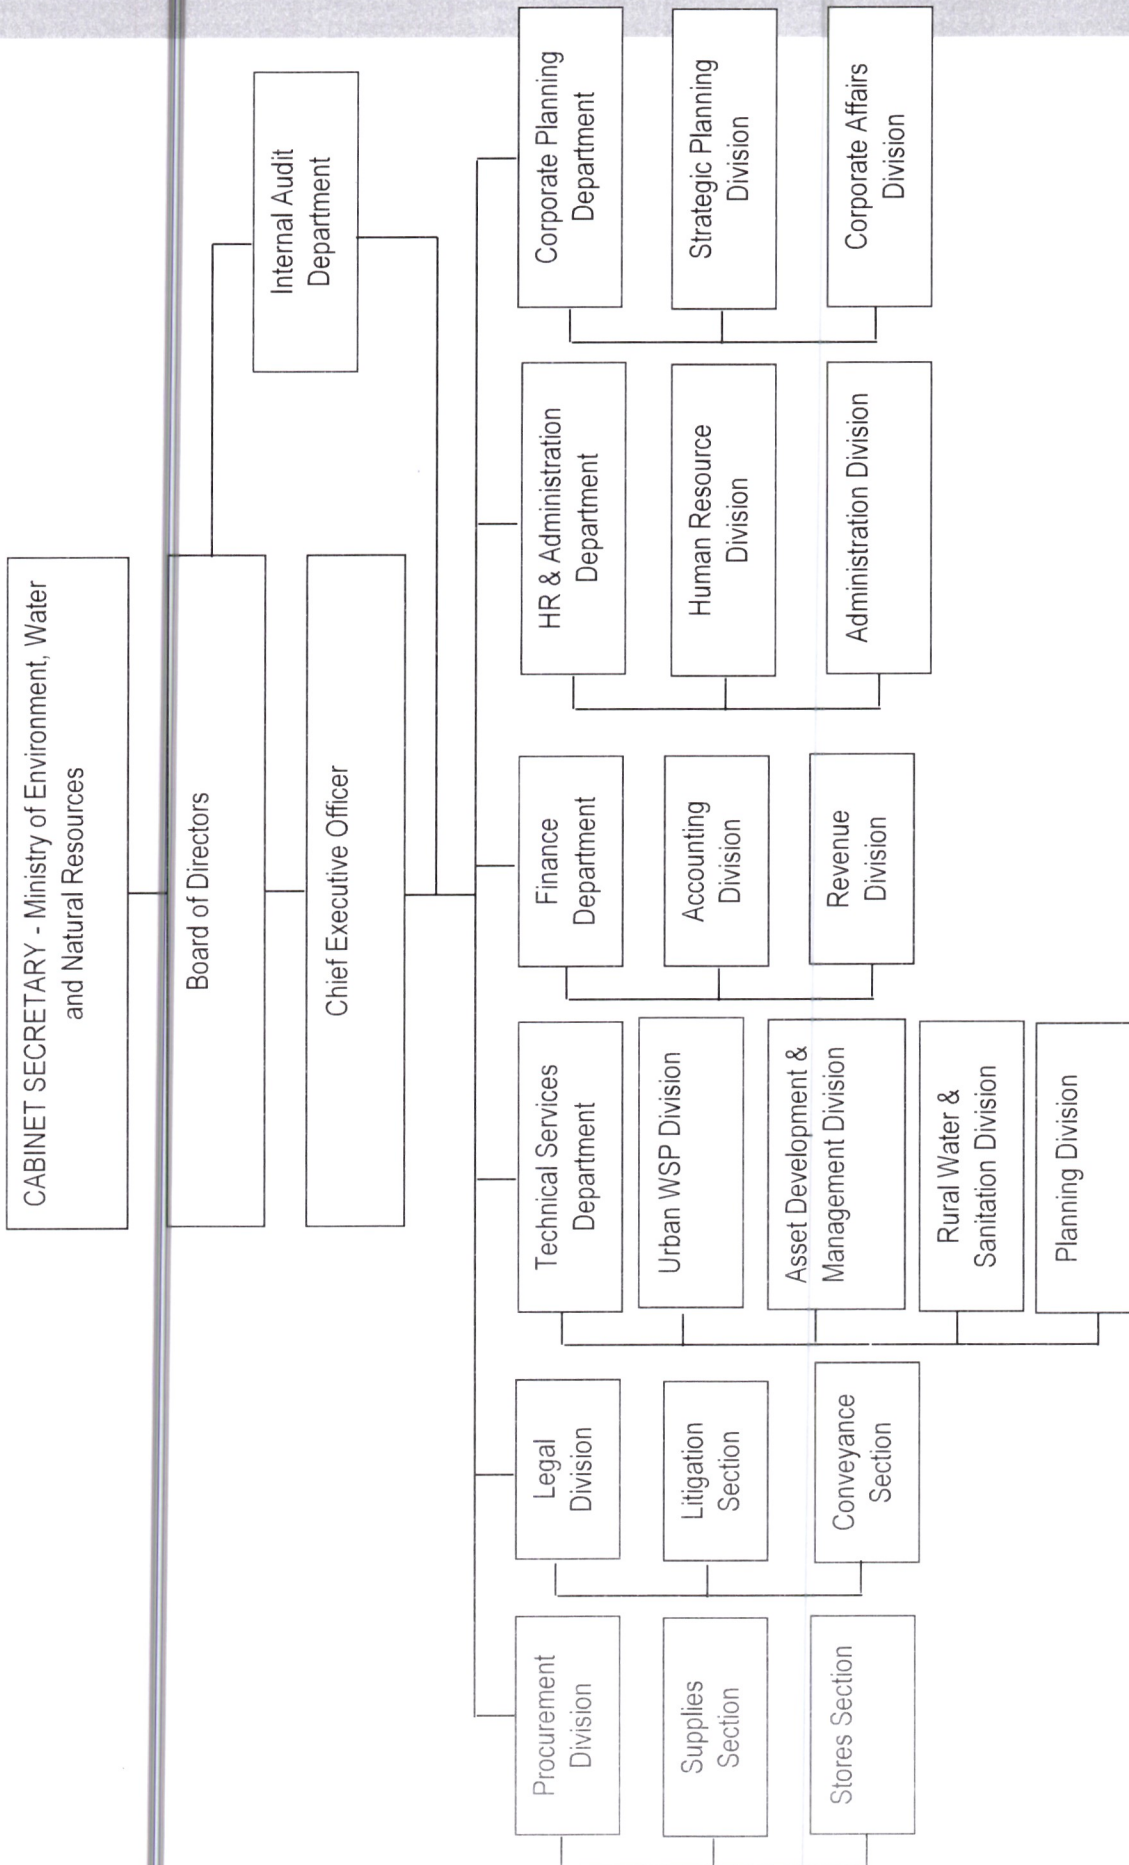 CABINET SECRETARY - Ministry of Environment, Water
and Natural Resources
Board of Directors
Chief Executive Officer
Internal Audit
Department
Procurement
Division
Supplies
Section
Stores Section
Legal
Division
Litigation
Section
Conveyance
Section
Technical Services
Department
Urban WSP Division
Asset Development &
Management Division
Rural Water &
Sanitation Division
Planning Division
Finance
Department
Accounting
Division
Revenue
Division
HR & Administration
Department
Human Resource
Division
Administration Division
Corporate Planning
Department
Strategic Planning
Division
Corporate Affairs
Division